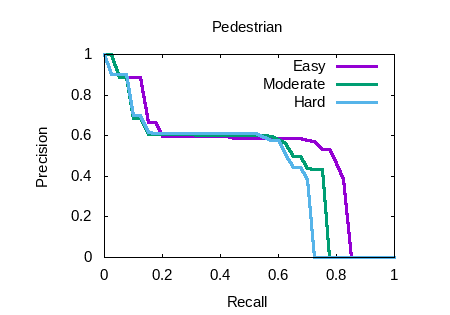 Pedestrian
Easy
Moderate
Hard
Precision
1
0.8
0.6
0.4
0.2
0
0 0.2 0.4 0.6 0.8 1
Recall